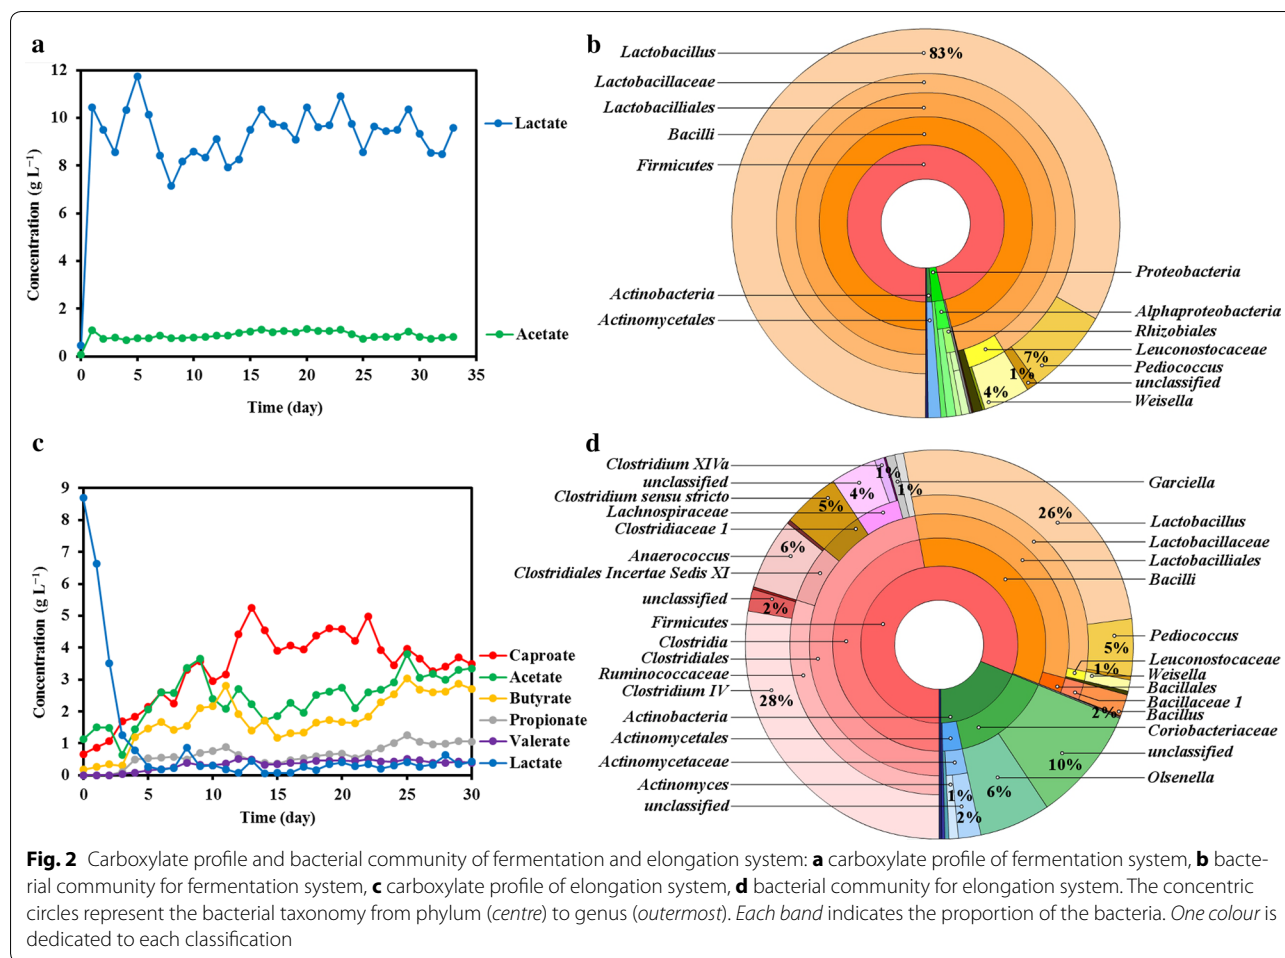 a
Concentration (g L⁻¹)
12
10
8
6
4
2
0
0 5 10 15 20 25 30 35
Time (day)
Lactate
Acetate
b
Lactobacillus
83%
Lactobacillaceae
Lactobacilliales
Bacilli
Firmicutes
Actinobacteria
Actinomycetales
Proteobacteria
Alphaproteobacteria
Rhizobiales
Leuconostocaceae
7%
Pediococcus
1%
unclassified
4%
Weisella
c
Concentration (g L⁻¹)
9
8
7
6
5
4
3
2
1
0
0 5 10 15 20 25 30
Time (day)
Caproate
Acetate
Butyrate
Propionate
Valerate
Lactate
d
Clostridium XIVa
1%
unclassified
4%
Clostridium sensu stricto
5%
Lachnospiraceae
Clostridiaceae 1
Anaerococcus
6%
Clostridiales Incertae Sedis XI
unclassified
2%
Firmicutes
Clostridia
Clostridiales
Ruminococcaceae
Clostridium IV
28%
Actinobacteria
Actinomycetales
Actinomycetaceae
Actinomyces
1%
unclassified
2%
1%
Garciella
26%
Lactobacillus
Lactobacillaceae
Lactobacilliales
Bacilli
Pediococcus
5%
Leuconostocaceae
1%
Weisella
Bacillales
Bacillaceae 1
2%
Bacillus
Coriobacteriaceae
unclassified
10%
Olsenella
6%
Fig. 2 Carboxylate profile and bacterial community of fermentation and elongation system: a carboxylate profile of fermentation system, b bacte-
rial community for fermentation system, c carboxylate profile of elongation system, d bacterial community for elongation system. The concentric
circles represent the bacterial taxonomy from phylum (centre) to genus (outermost). Each band indicates the proportion of the bacteria. One colour is
dedicated to each classification